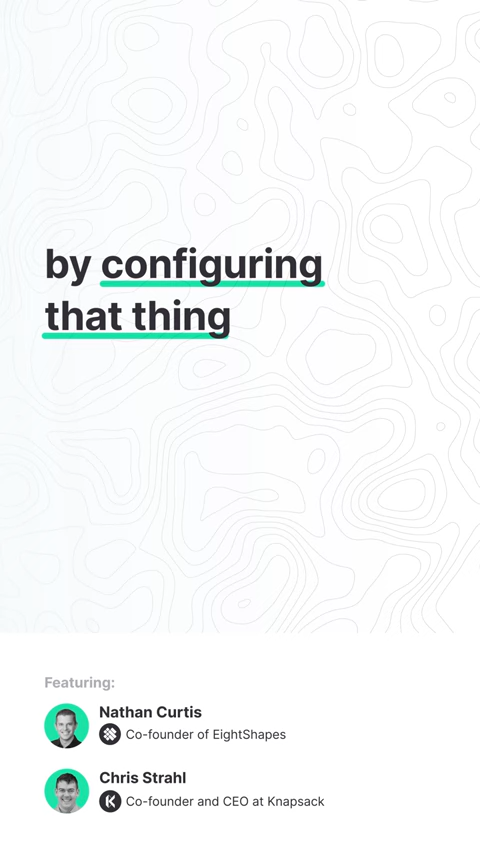 by configuring
that thing
Featuring:
Nathan Curtis
Co-founder of EightShapes
Chris Strahl
Co-founder and CEO at Knapsack